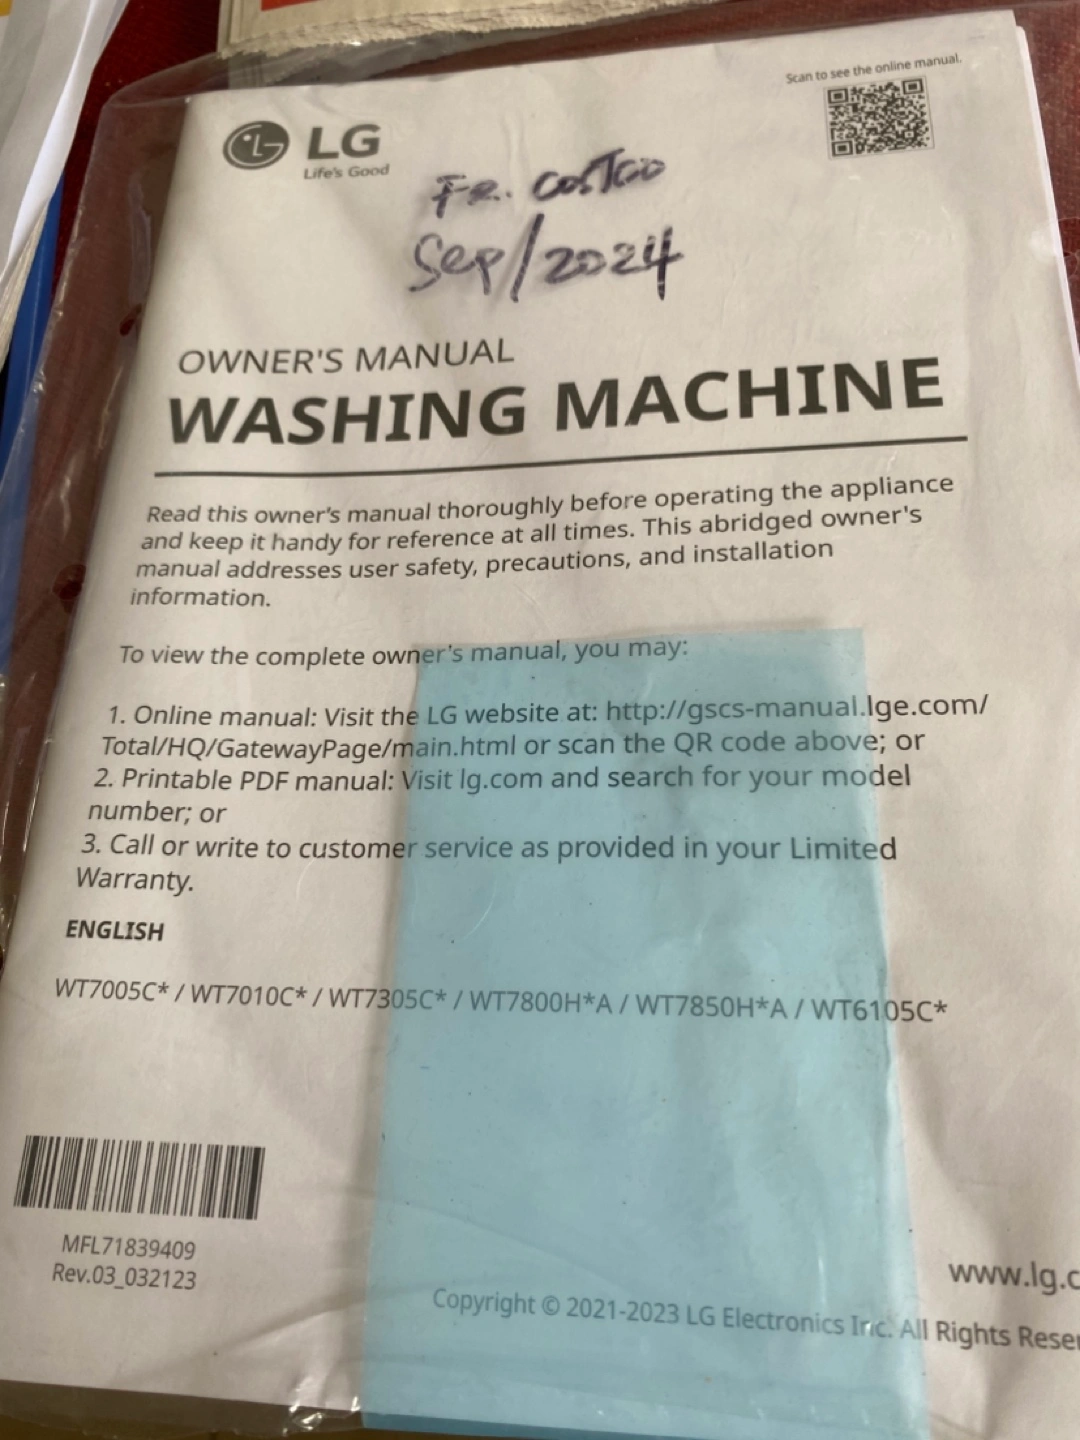 Scan to see the online manual.
LG
Life's Good
FR. COSTCO
Sep/2024
OWNER'S MANUAL
WASHING MACHINE
Read this owner's manual thoroughly before operating the appliance
and keep it handy for reference at all times. This abridged owner's
manual addresses user safety, precautions, and installation
information.
To view the complete owner's manual, you may:
1. Online manual: Visit the LG website at: http://gscs-manual.lge.com/
Total/HQ/GatewayPage/main.html or scan the QR code above; or
2. Printable PDF manual: Visit lg.com and search for your model
number; or
3. Call or write to customer service as provided in your Limited
Warranty.
ENGLISH
WT7005C* / WT7010C* / WT7305C* / WT7800H*A / WT7850H*A / WT6105C*
MFL71839409
Rev.03_032123
www.lg.c
Copyright © 2021-2023 LG Electronics Inc. All Rights Reser